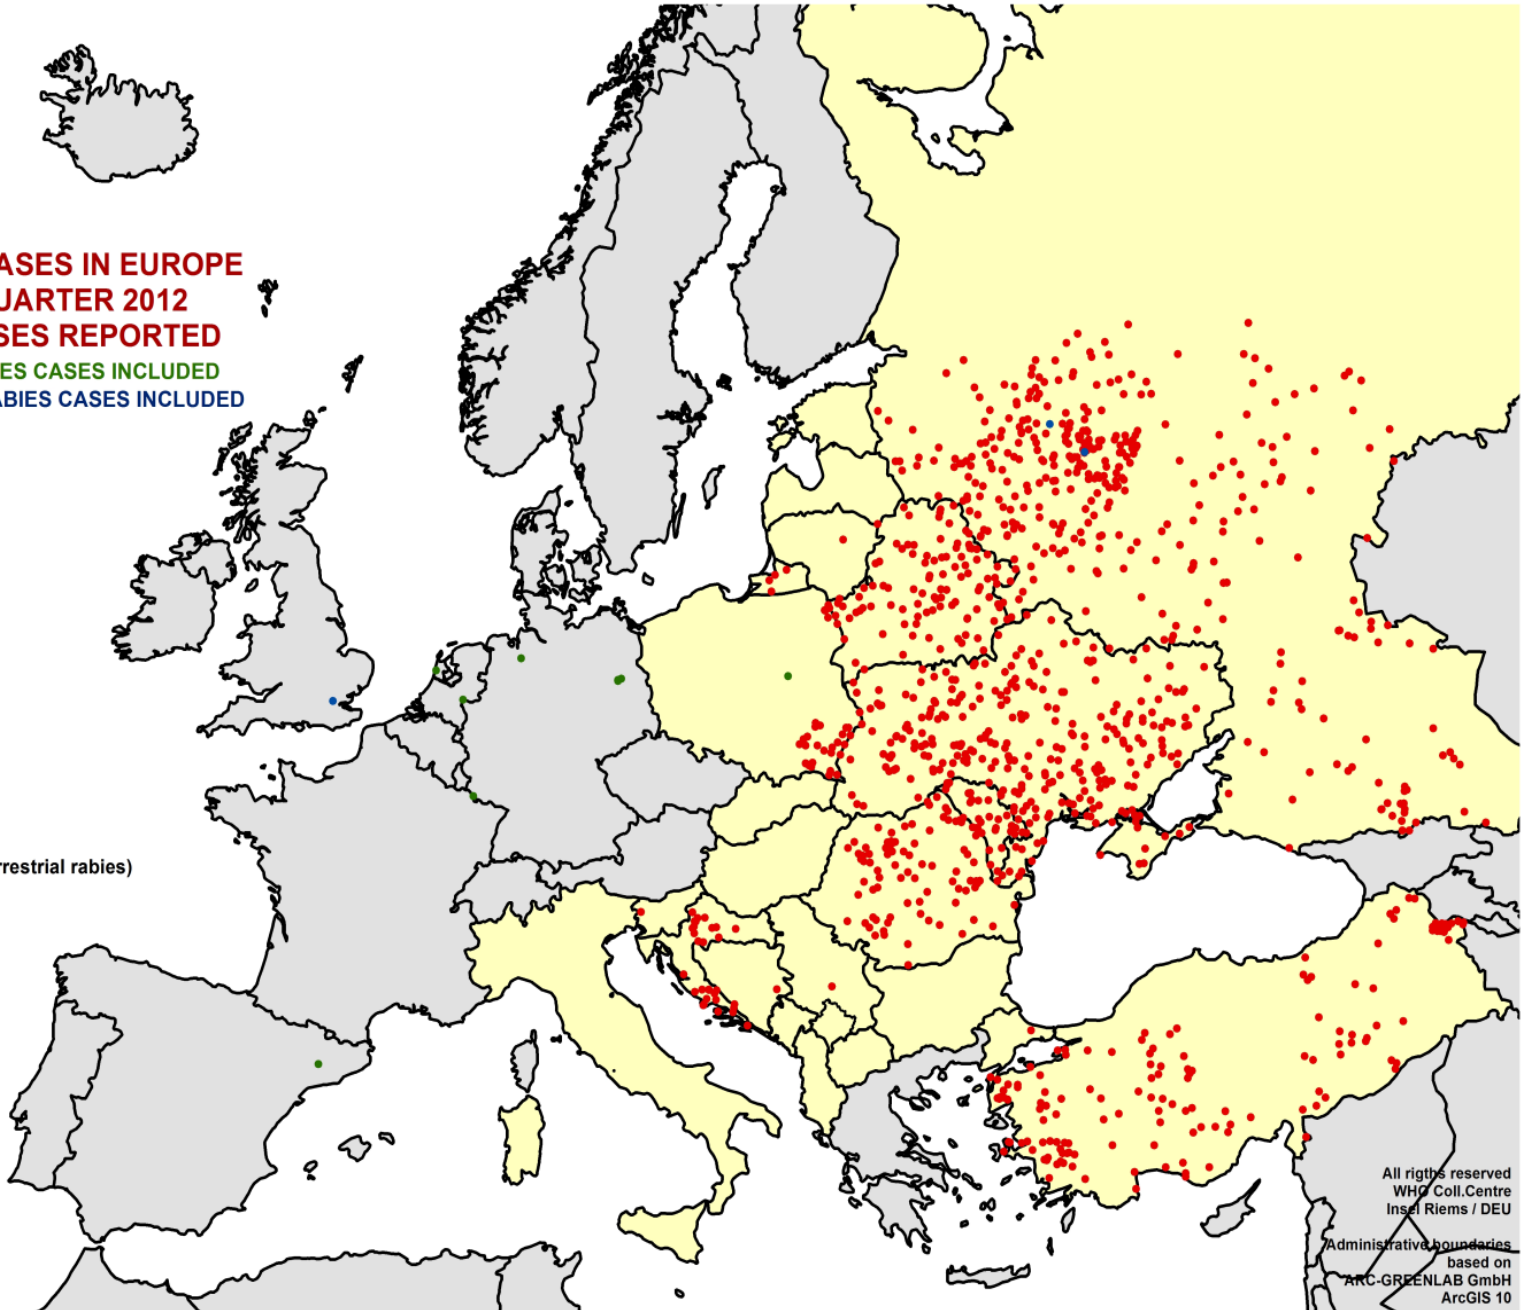 ASES IN EUROPE
UARTER 2012
SES REPORTED
ES CASES INCLUDED
ABIES CASES INCLUDED
rrestrial rabies)
All rigths reserved
WHO Coll.Centre
Insel Riems / DEU
Administrative boundaries
based on
ARC-GREENLAB GmbH
ArcGIS 10